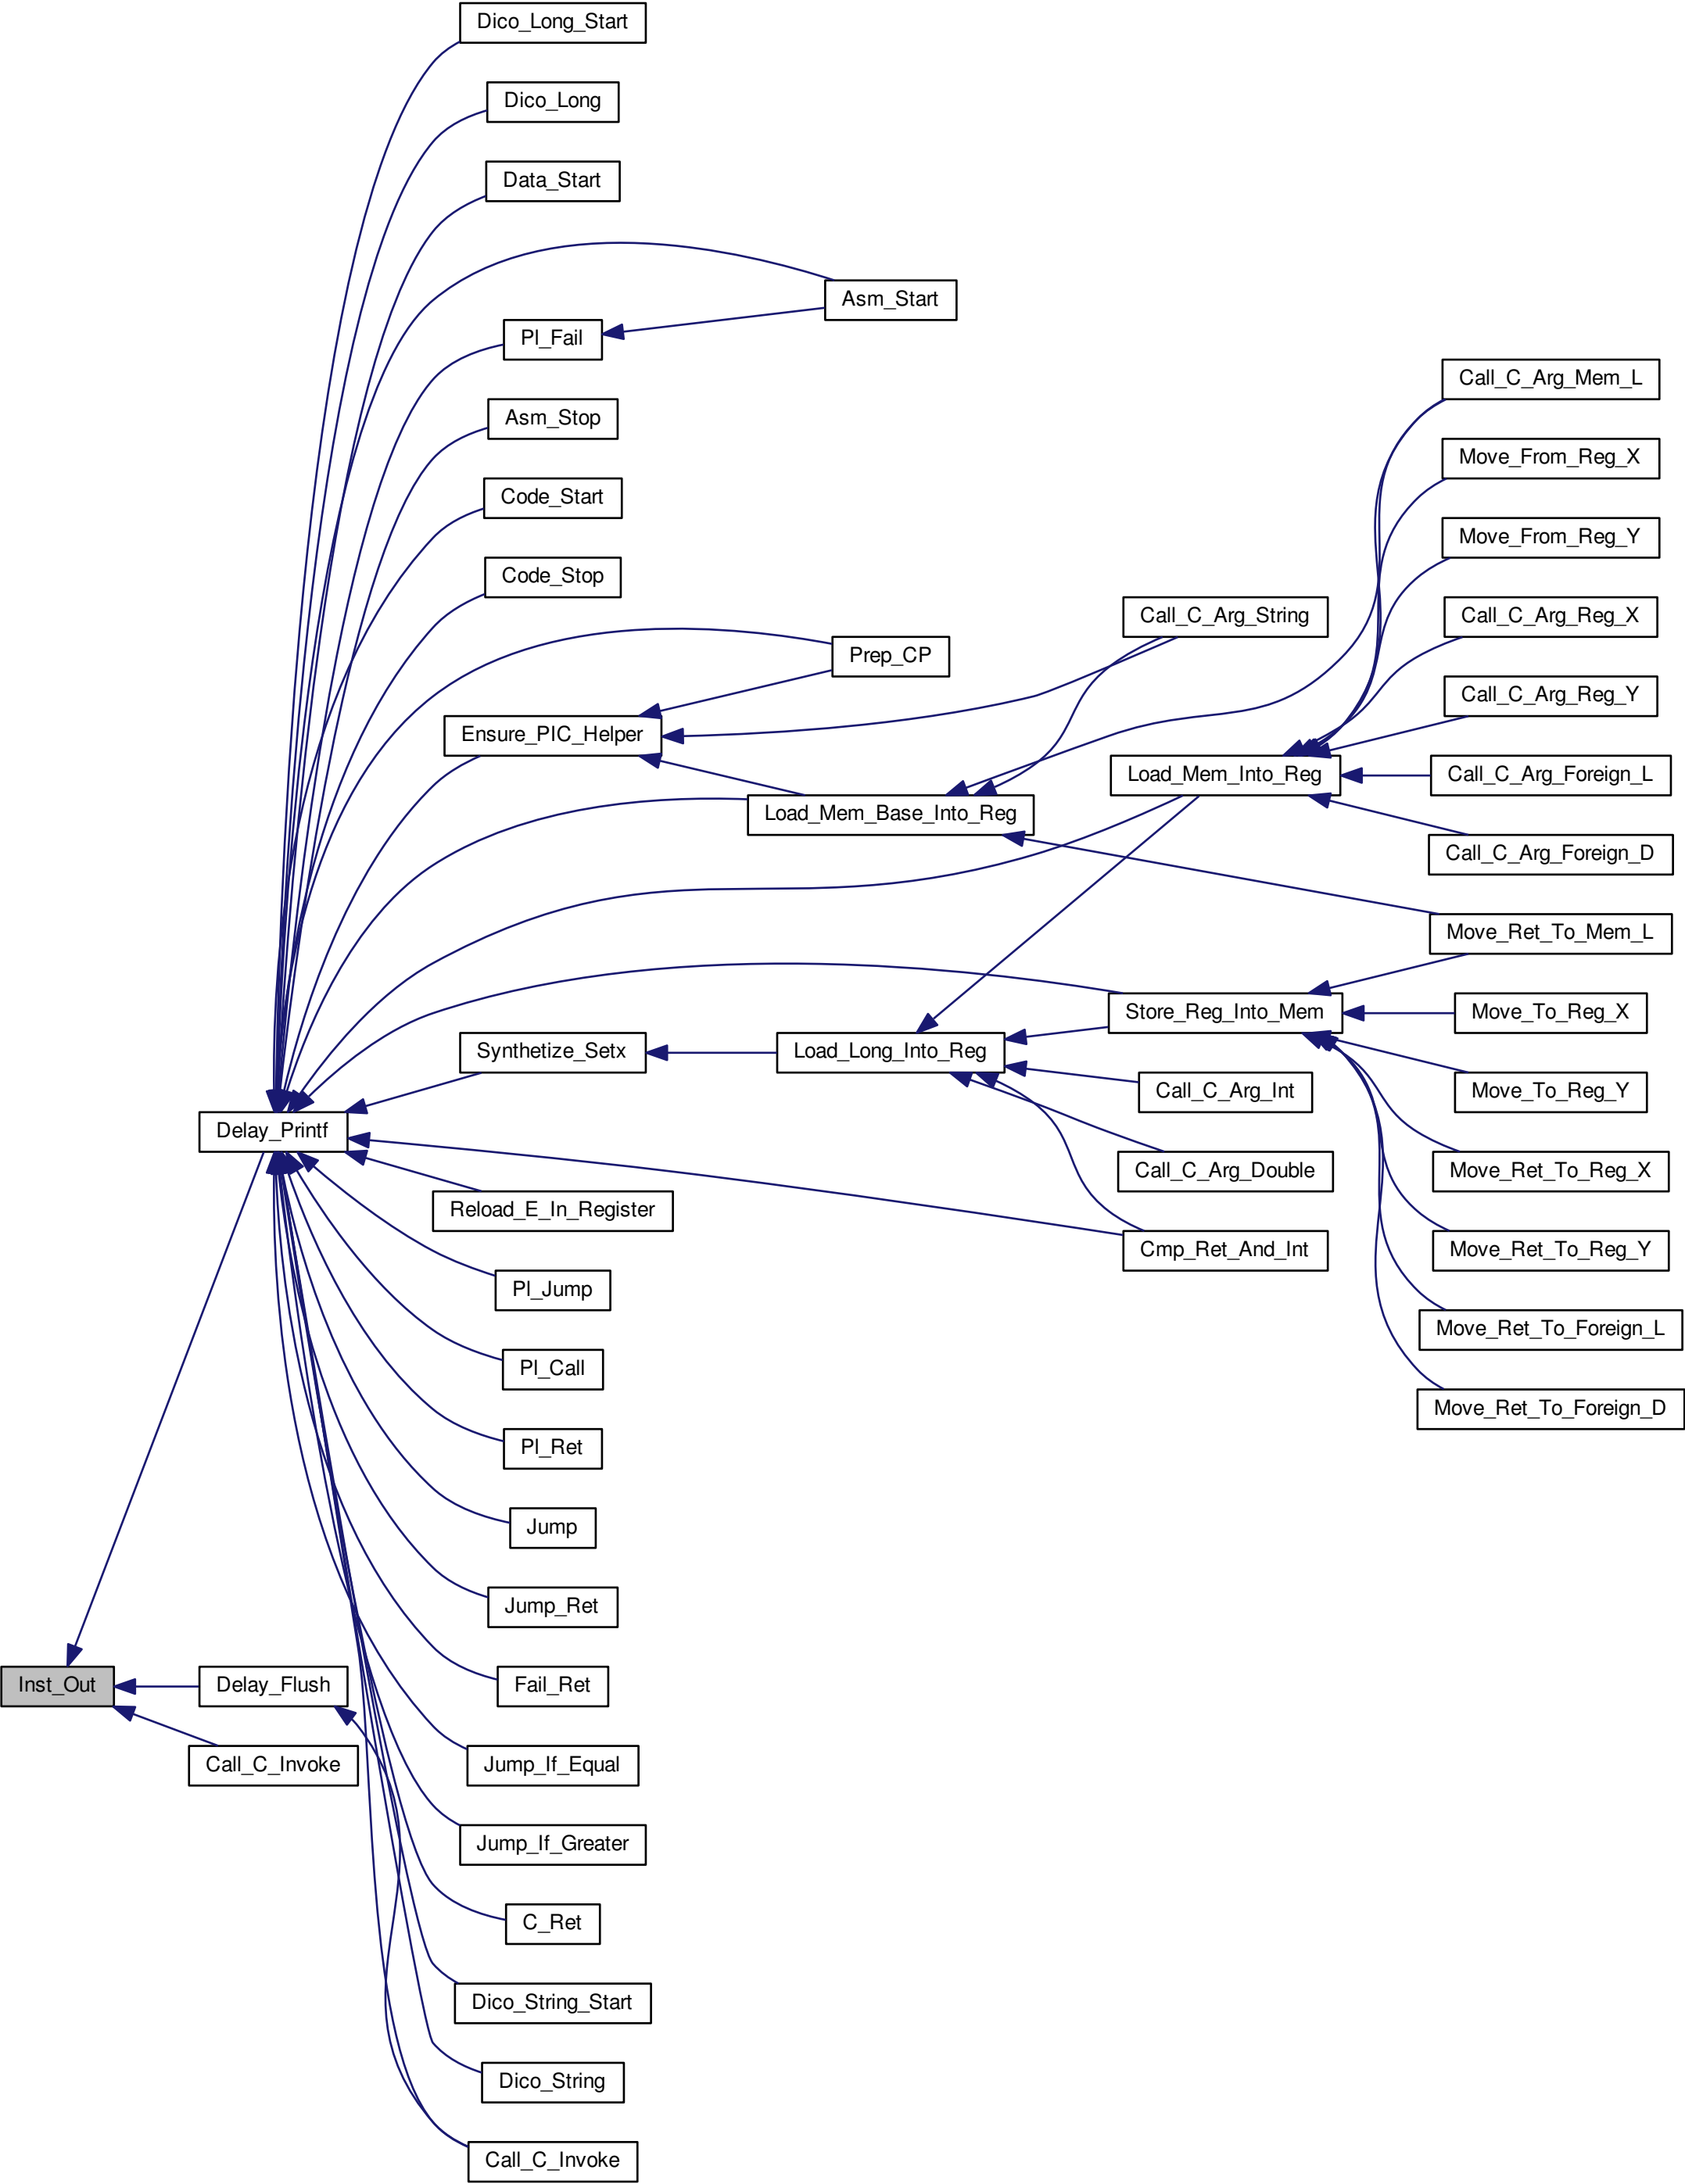 Dico_Long_Start
Dico_Long
Data_Start
Asm_Start
Pl_Fail
Call_C_Arg_Mem_L
Asm_Stop
Move_From_Reg_X
Code_Start
Move_From_Reg_Y
Code_Stop
Call_C_Arg_String
Call_C_Arg_Reg_X
Prep_CP
Call_C_Arg_Reg_Y
Ensure_PIC_Helper
Load_Mem_Into_Reg
Call_C_Arg_Foreign_L
Load_Mem_Base_Into_Reg
Call_C_Arg_Foreign_D
Move_Ret_To_Mem_L
Store_Reg_Into_Mem
Move_To_Reg_X
Synthetize_Setx
Load_Long_Into_Reg
Call_C_Arg_Int
Move_To_Reg_Y
Delay_Printf
Call_C_Arg_Double
Move_Ret_To_Reg_X
Reload_E_In_Register
Cmp_Ret_And_Int
Move_Ret_To_Reg_Y
Pl_Jump
Move_Ret_To_Foreign_L
Pl_Call
Move_Ret_To_Foreign_D
Pl_Ret
Jump
Jump_Ret
Inst_Out
Delay_Flush
Fail_Ret
Call_C_Invoke
Jump_If_Equal
Jump_If_Greater
C_Ret
Dico_String_Start
Dico_String
Call_C_Invoke